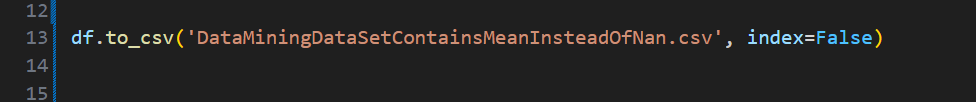 12
13 df.to_csv('DataMiningDataSetContainsMeanInsteadOfNan.csv', index=False)
14
15